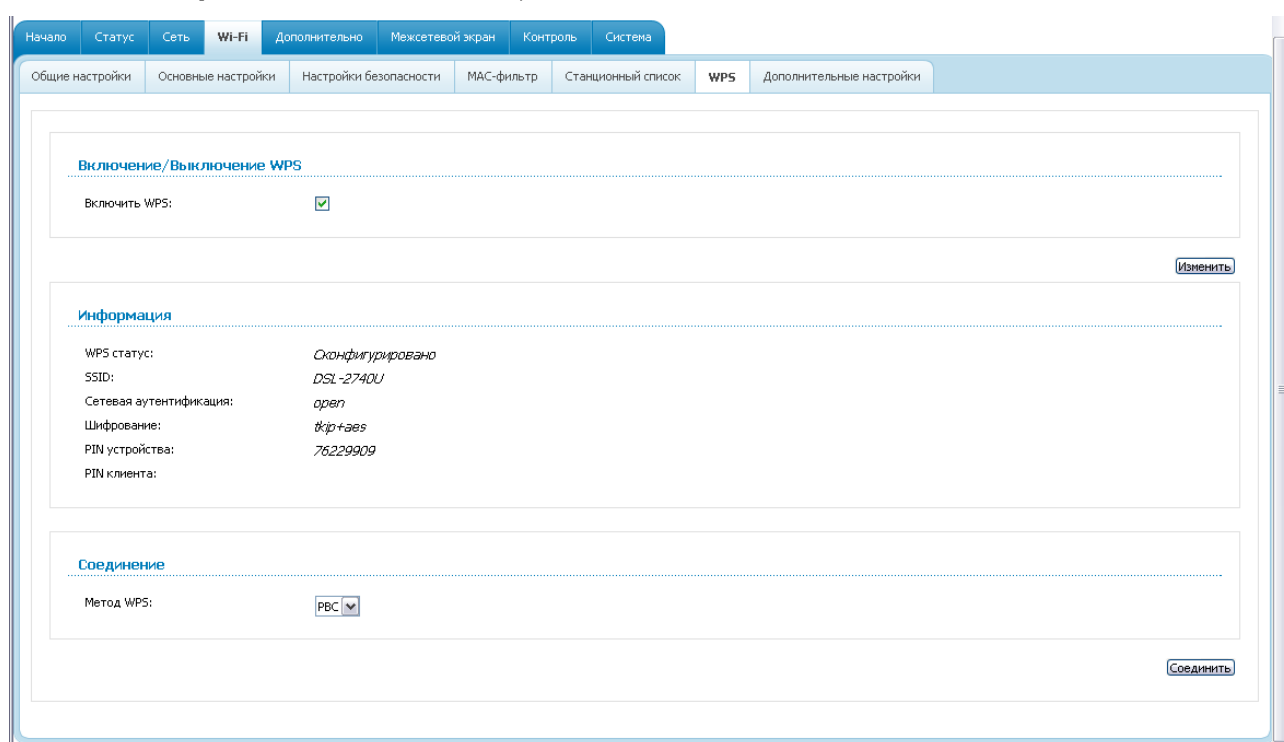 Начало Статус Сеть Wi-Fi Дополнительно Межсетевой экран Контроль Система
Общие настройки Основные настройки Настройки безопасности MAC-фильтр Станционный список WPS Дополнительные настройки
Включение/Выключение WPS
Включить WPS:
Изменить
Информация
WPS статус: Сконфигурировано
SSID: DSL-2740U
Сетевая аутентификация: open
Шифрование: tkip+aes
PIN устройства: 76229909
PIN клиента:
Соединение
Метод WPS: PBC
Соединить